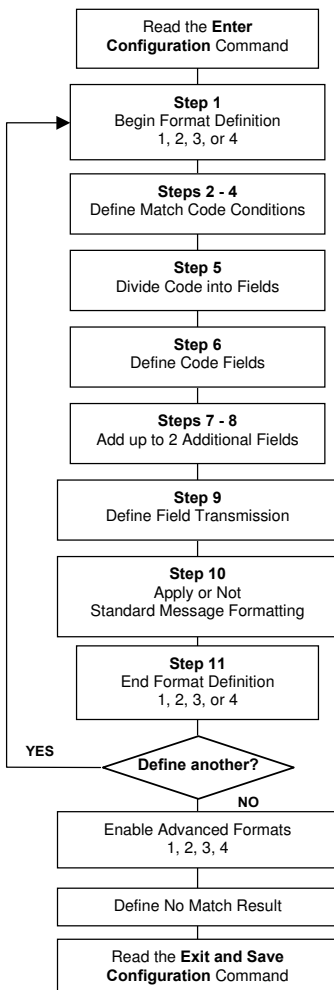 Read the Enter
Configuration Command
Step 1
Begin Format Definition
1, 2, 3, or 4
Steps 2 - 4
Define Match Code Conditions
Step 5
Divide Code into Fields
Step 6
Define Code Fields
Steps 7 - 8
Add up to 2 Additional Fields
Step 9
Define Field Transmission
Step 10
Apply or Not
Standard Message Formatting
Step 11
End Format Definition
1, 2, 3, or 4
YES
Define another?
NO
Enable Advanced Formats
1, 2, 3, 4
Define No Match Result
Read the Exit and Save
Configuration Command